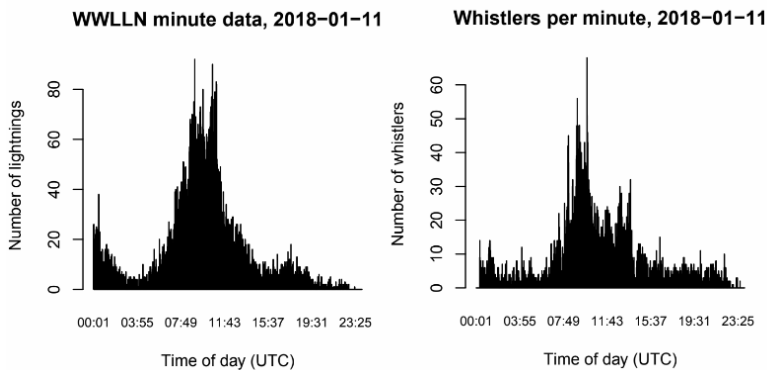 WWLLN minute data, 2018−01−11
Number of lightnings
80
60
40
20
0
00:01 03:55 07:49 11:43 15:37 19:31 23:25
Time of day (UTC)
Whistlers per minute, 2018−01−11
Number of whistlers
60
50
40
30
20
10
0
00:01 03:55 07:49 11:43 15:37 19:31 23:25
Time of day (UTC)